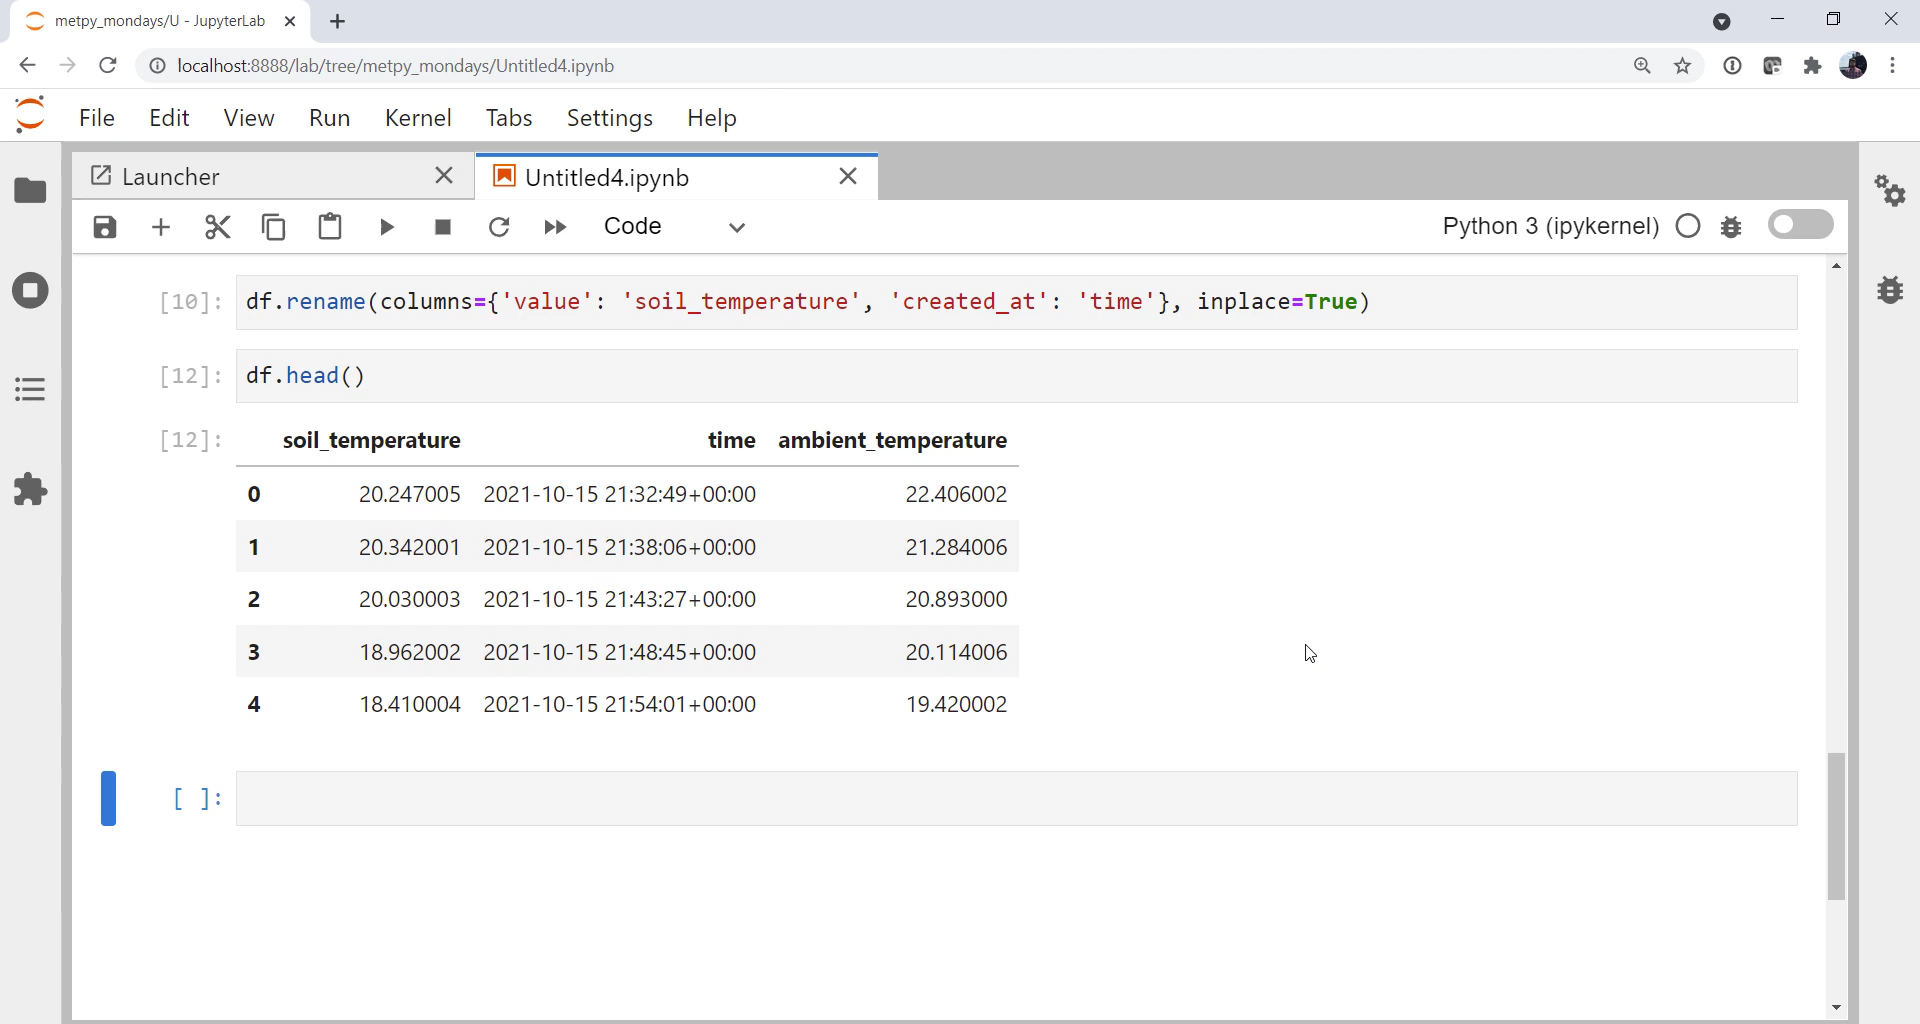 metpy_mondays/U - JupyterLab
localhost:8888/lab/tree/metpy_mondays/Untitled4.ipynb
File Edit View Run Kernel Tabs Settings Help
Launcher Untitled4.ipynb
Code Python 3 (ipykernel)
[10]: df.rename(columns={'value': 'soil_temperature', 'created_at': 'time'}, inplace=True)
[12]: df.head()
[12]: soil_temperature time ambient_temperature
0 20.247005 2021-10-15 21:32:49+00:00 22.406002
1 20.342001 2021-10-15 21:38:06+00:00 21.284006
2 20.030003 2021-10-15 21:43:27+00:00 20.893000
3 18.962002 2021-10-15 21:48:45+00:00 20.114006
4 18.410004 2021-10-15 21:54:01+00:00 19.420002
[ ]: